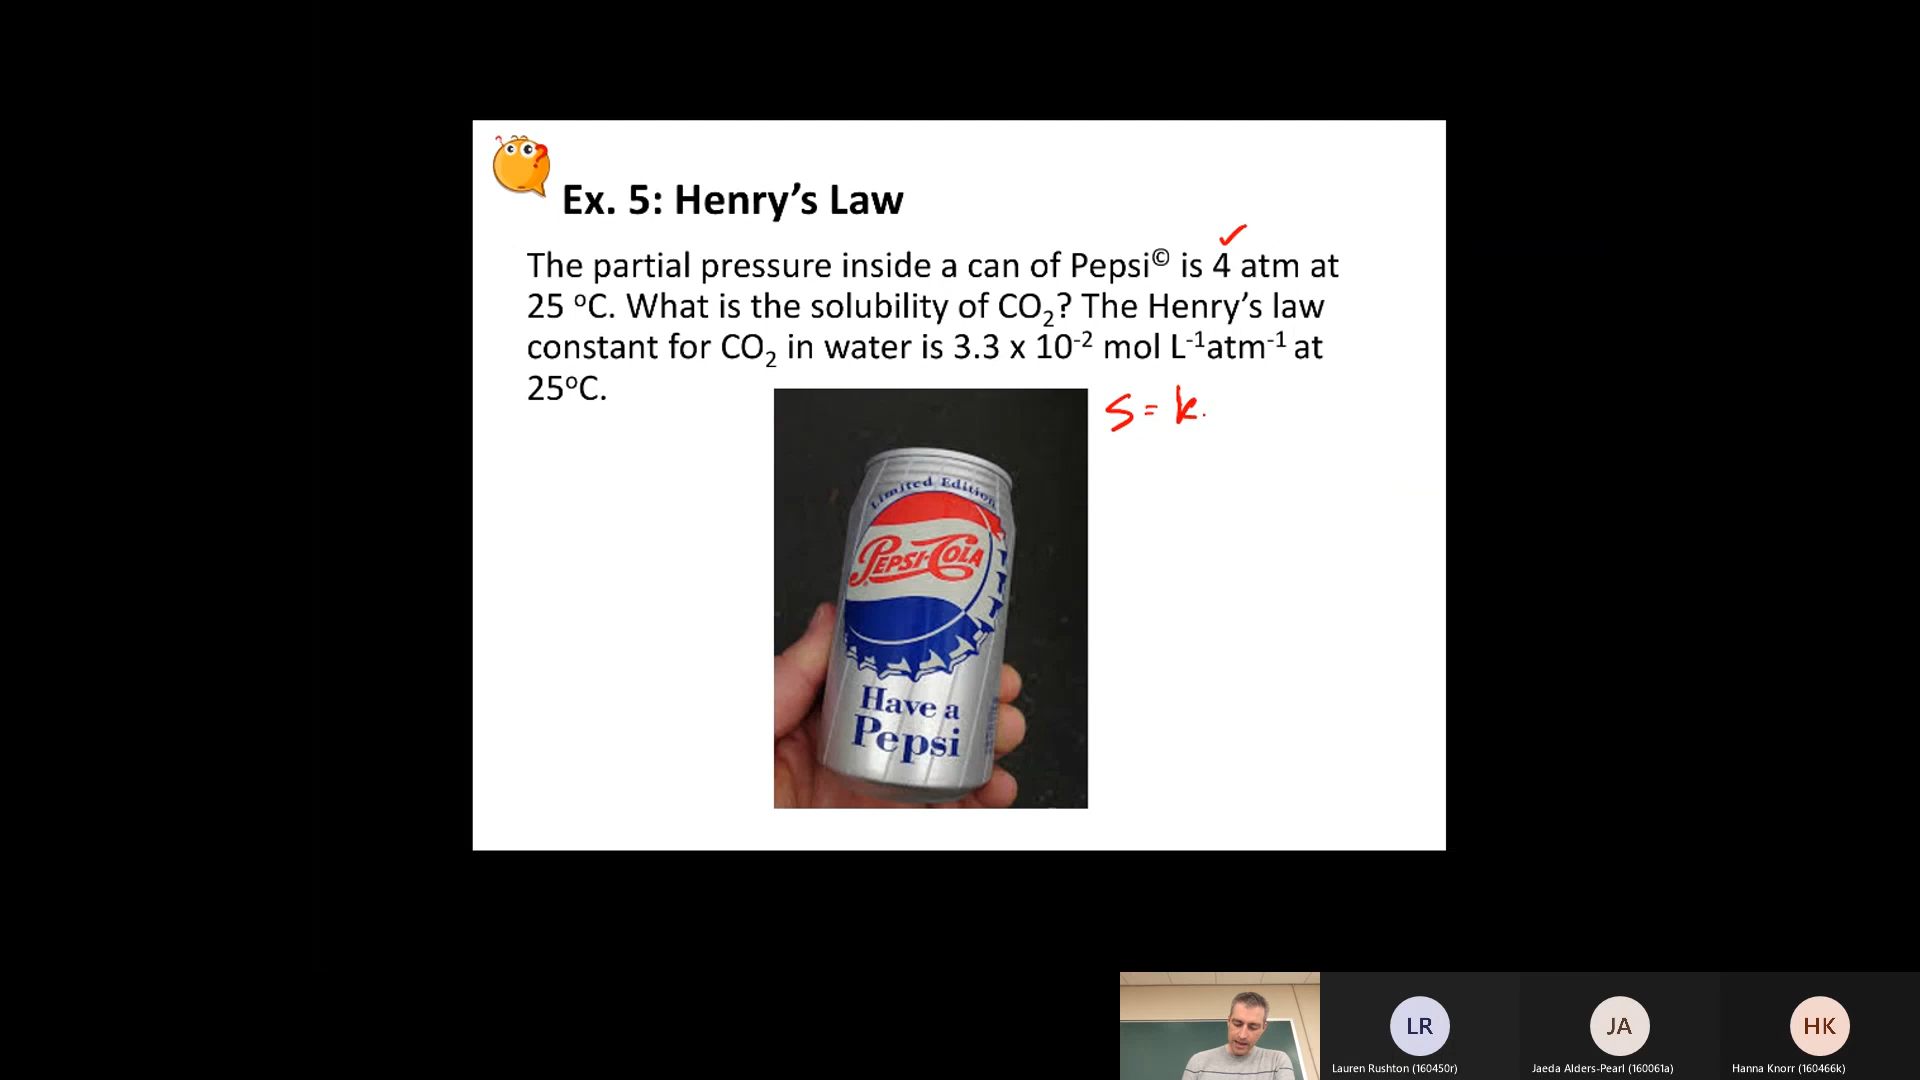 Ex. 5: Henry's Law
The partial pressure inside a can of Pepsi© is 4 atm at
25 ºC. What is the solubility of CO₂? The Henry's law
constant for CO₂ in water is 3.3 x 10⁻² mol L⁻¹atm⁻¹ at
25ºC.
S = k.
Limited Edition
PEPSI-COLA
Have a
Pepsi
LR
JA
HK
Lauren Rushton (160450r)
Jaeda Alders-Pearl (160061a)
Hanna Knorr (160466k)